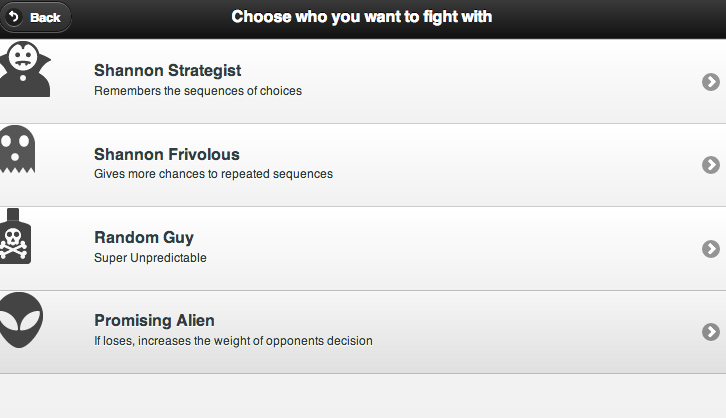 Back
Choose who you want to fight with
Shannon Strategist
Remembers the sequences of choices
Shannon Frivolous
Gives more chances to repeated sequences
Random Guy
Super Unpredictable
Promising Alien
If loses, increases the weight of opponents decision